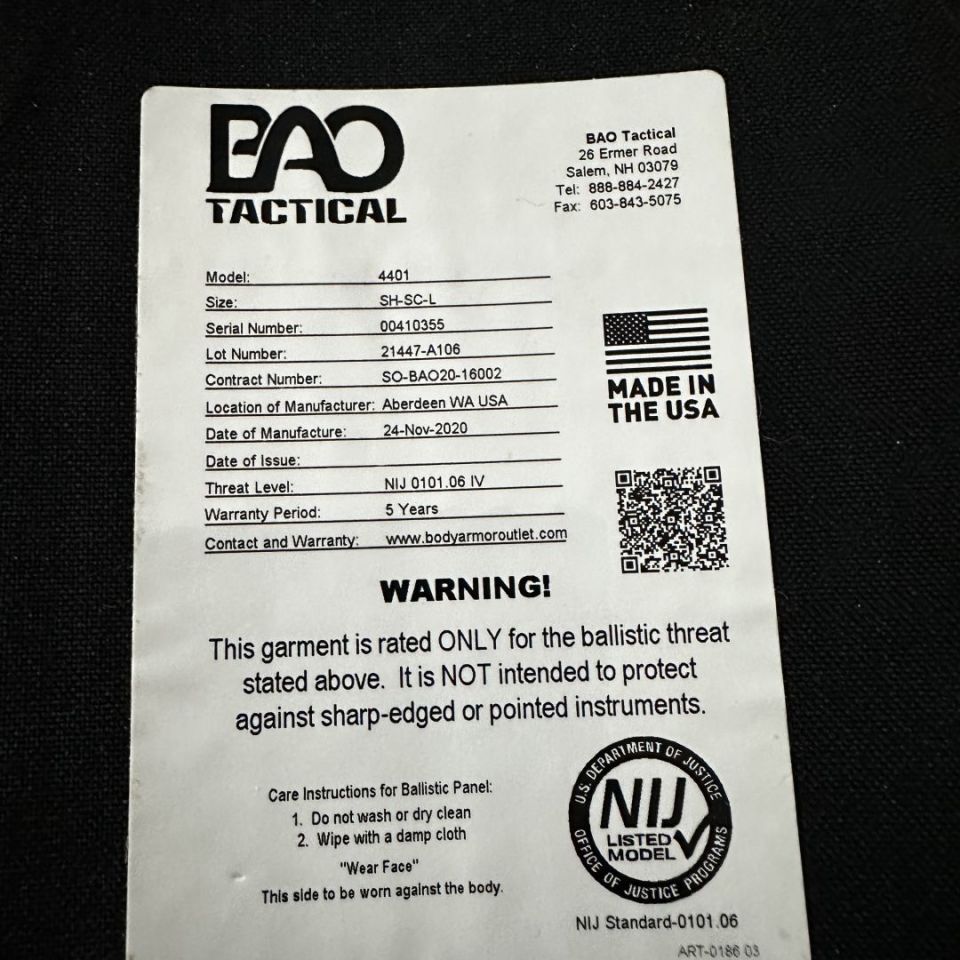 BAO
TACTICAL
BAO Tactical
26 Ermer Road
Salem, NH 03079
Tel: 888-884-2427
Fax: 603-843-5075
Model: 4401
Size: SH-SC-L
Serial Number: 00410355
Lot Number: 21447-A106
Contract Number: SO-BAO20-16002
Location of Manufacturer: Aberdeen WA USA
Date of Manufacture: 24-Nov-2020
Date of Issue:
Threat Level: NIJ 0101.06 IV
Warranty Period: 5 Years
Contact and Warranty: www.bodyarmoroutlet.com
MADE IN
THE USA
WARNING!
This garment is rated ONLY for the ballistic threat
stated above. It is NOT intended to protect
against sharp-edged or pointed instruments.
Care Instructions for Ballistic Panel:
1. Do not wash or dry clean
2. Wipe with a damp cloth
"Wear Face"
This side to be worn against the body.
U.S. DEPARTMENT OF JUSTICE
NIJ
LISTED
MODEL
OFFICE OF JUSTICE PROGRAMS
NIJ Standard-0101.06
ART-0186 03